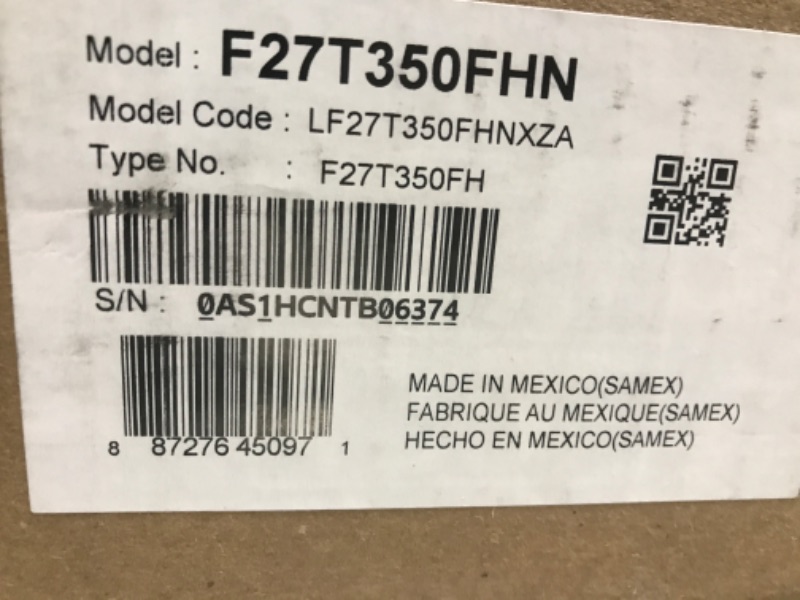 Model : F27T350FHN
Model Code : LF27T350FHNXZA
Type No. : F27T350FH
S/N : 0AS1HCNTB06374
8 87276 45097 1
MADE IN MEXICO(SAMEX)
FABRIQUE AU MEXIQUE(SAMEX)
HECHO EN MEXICO(SAMEX)